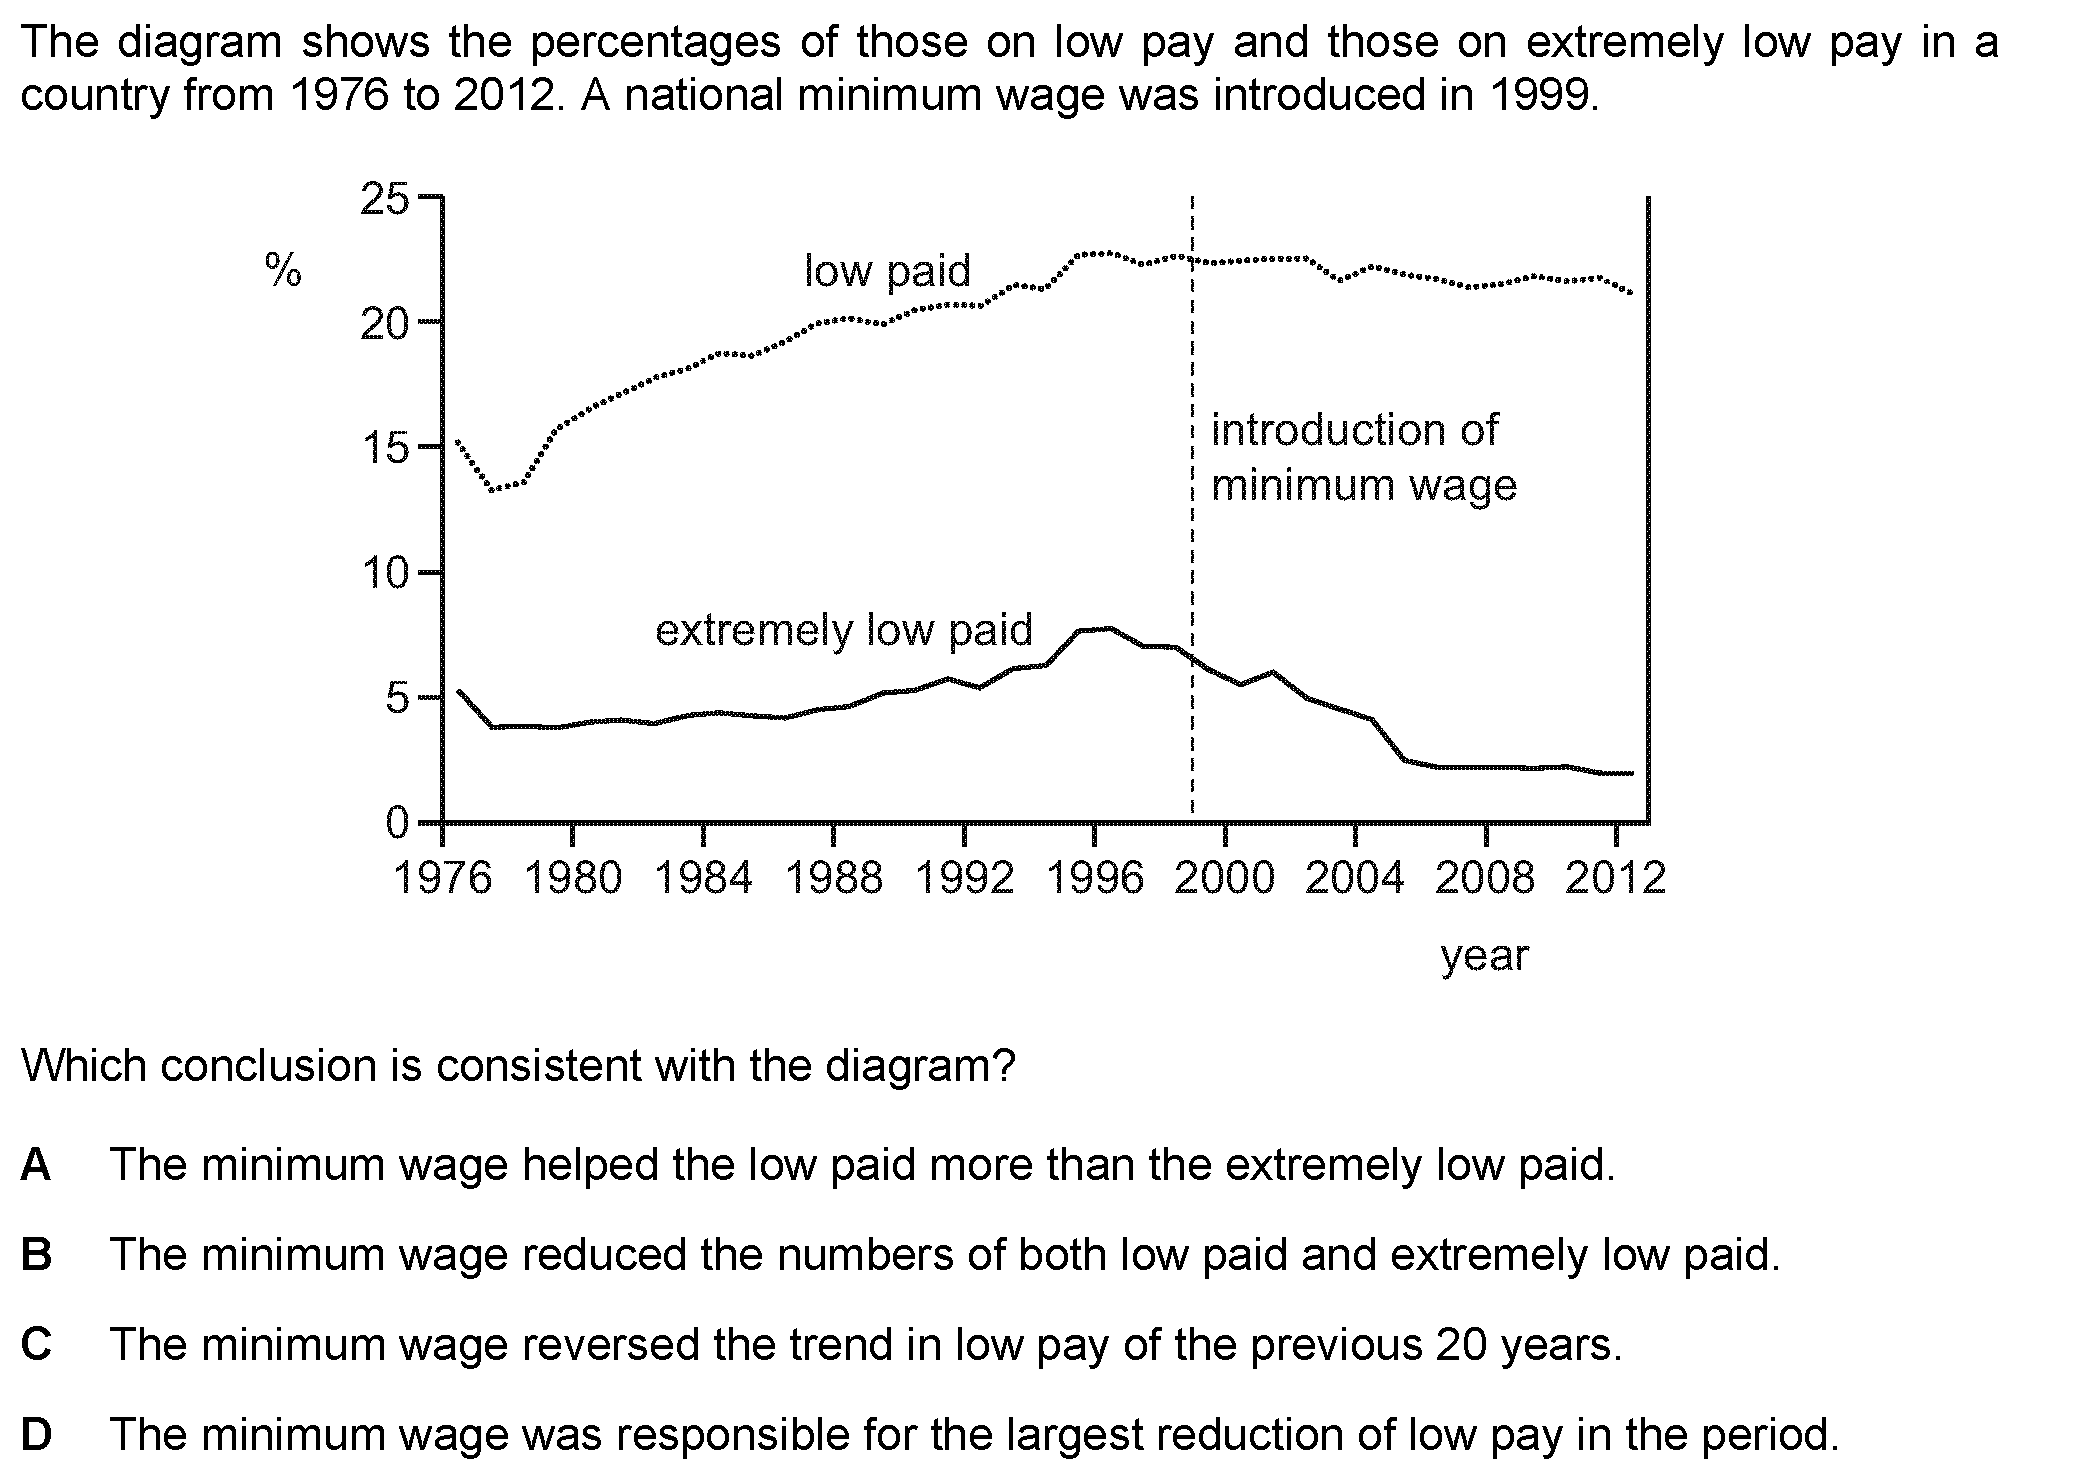 The diagram shows the percentages of those on low pay and those on extremely low pay in a
country from 1976 to 2012. A national minimum wage was introduced in 1999.
25
%
low paid
20
15
introduction of
minimum wage
10
extremely low paid
5
0
1976 1980 1984 1988 1992 1996 2000 2004 2008 2012
year
Which conclusion is consistent with the diagram?
A The minimum wage helped the low paid more than the extremely low paid.
B The minimum wage reduced the numbers of both low paid and extremely low paid.
C The minimum wage reversed the trend in low pay of the previous 20 years.
D The minimum wage was responsible for the largest reduction of low pay in the period.